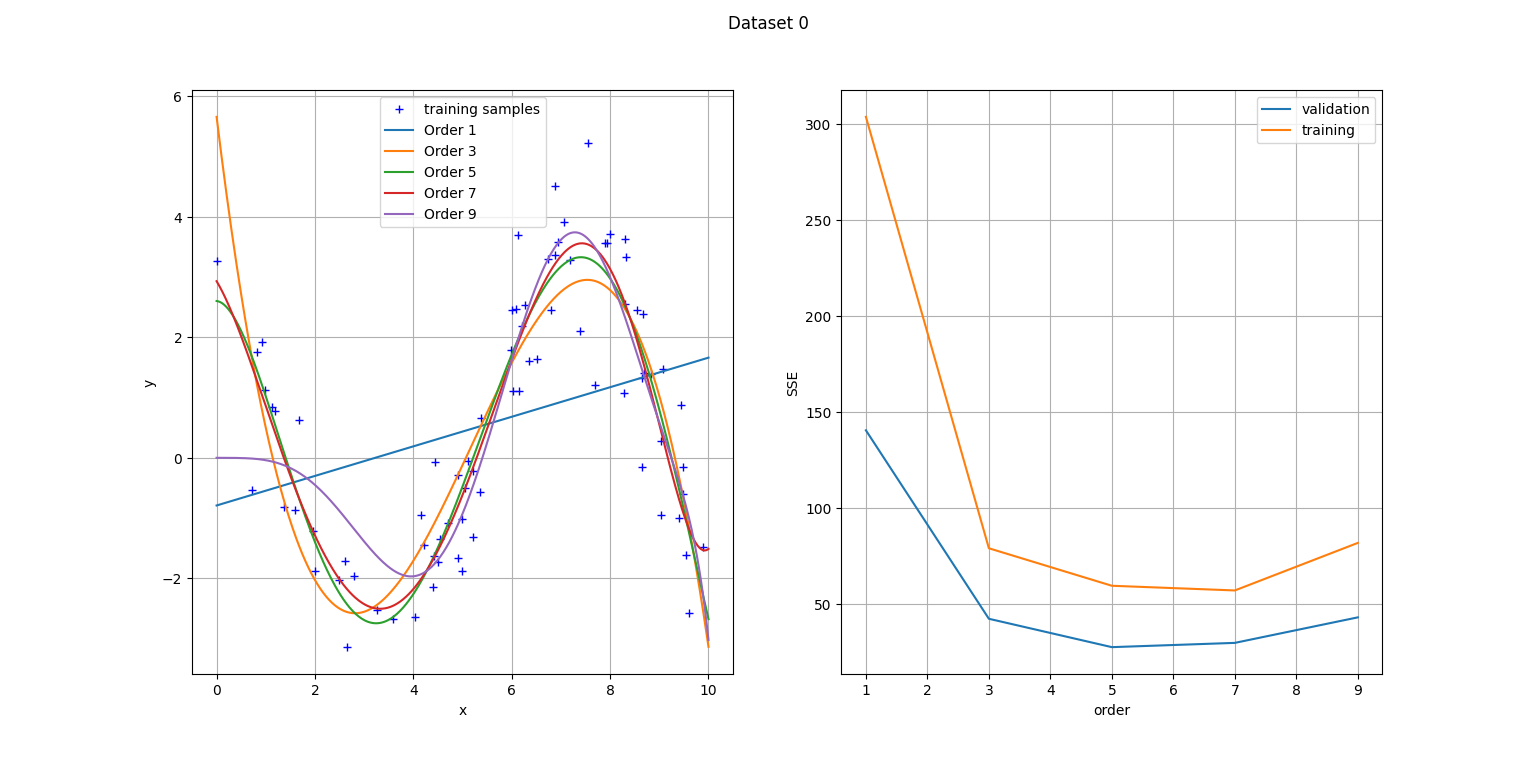 Dataset 0
6
4
2
0
−2
0
2
4
6
8
10
x
y
training samples
Order 1
Order 3
Order 5
Order 7
Order 9
300
250
200
150
100
50
1
2
3
4
5
6
7
8
9
order
SSE
validation
training